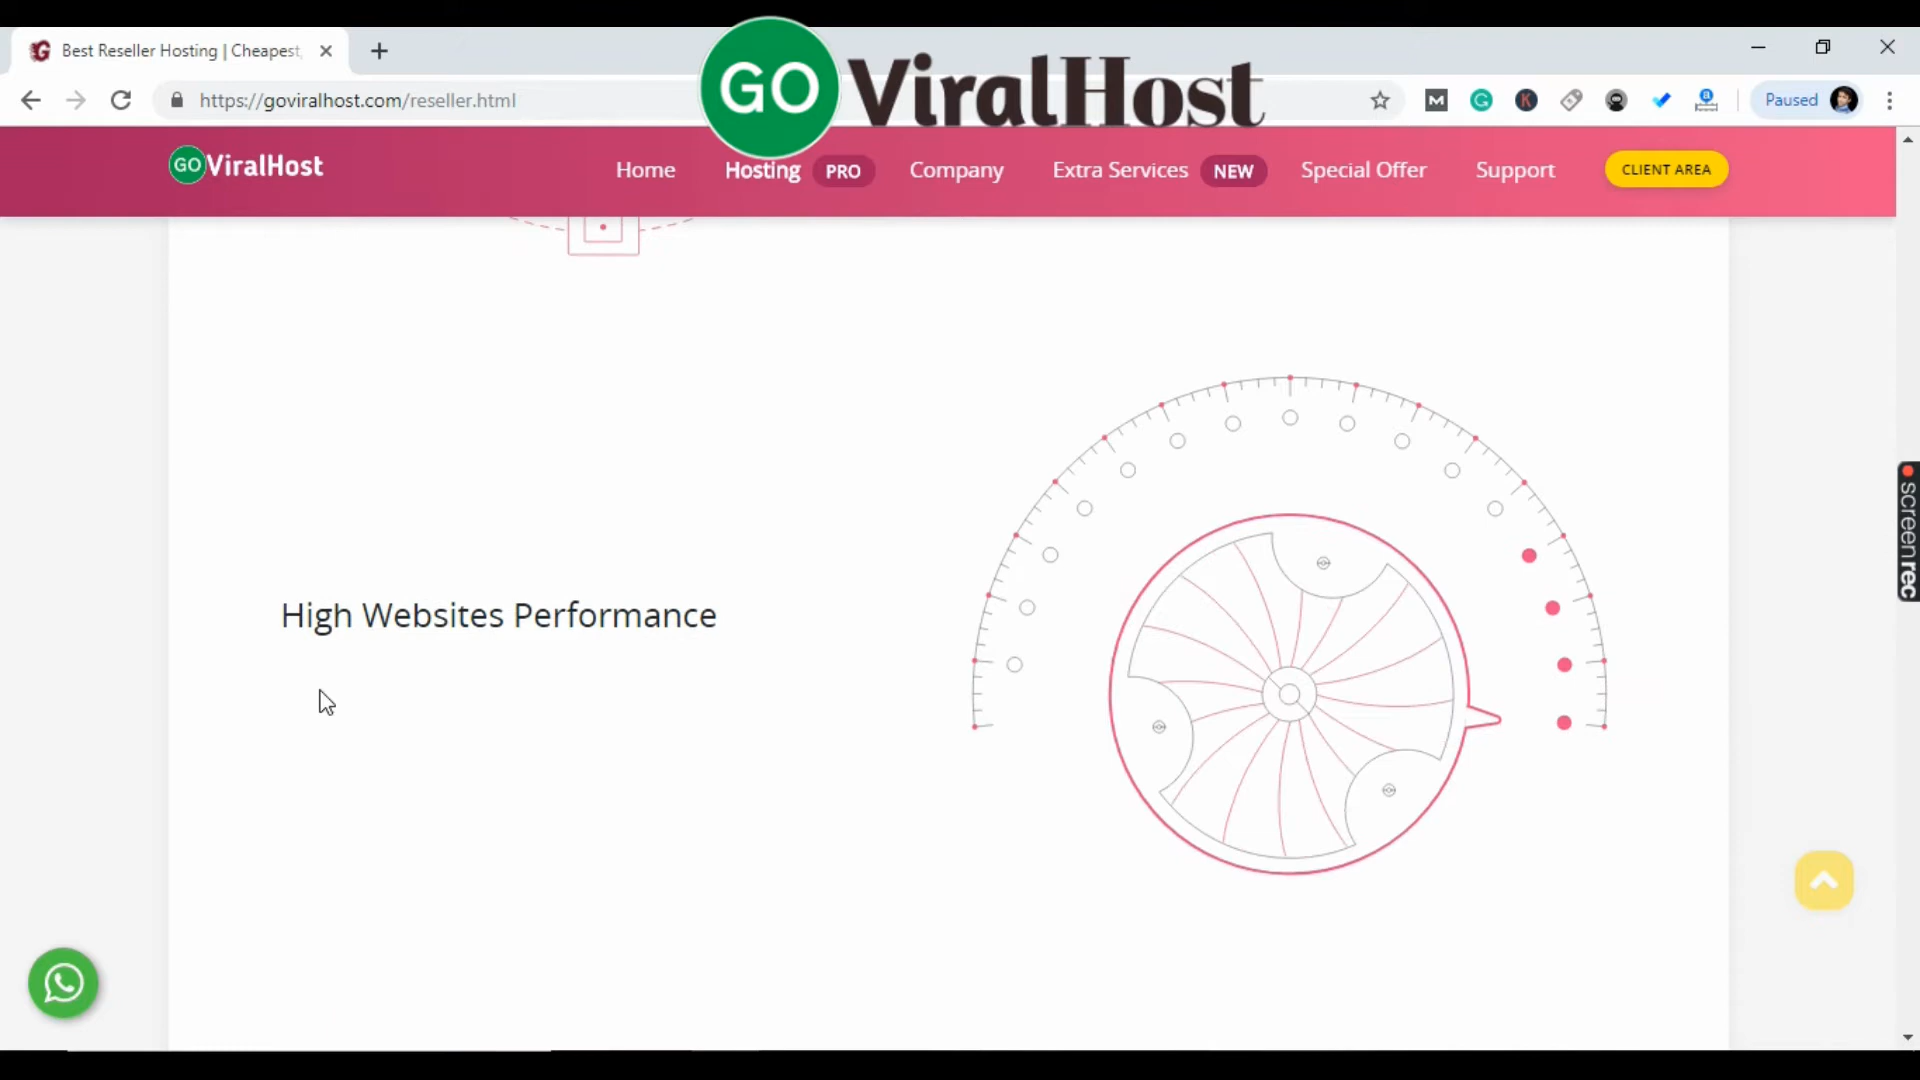 Best Reseller Hosting | Cheapest,
https://goviralhost.com/reseller.html
GO ViralHost
Paused
GO ViralHost
Home
Hosting PRO
Company
Extra Services NEW
Special Offer
Support
CLIENT AREA
High Websites Performance
screenrec